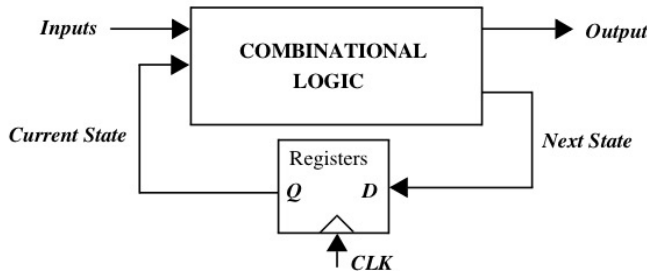 Inputs
COMBINATIONAL
LOGIC
Output
Current State
Next State
Registers
Q D
CLK